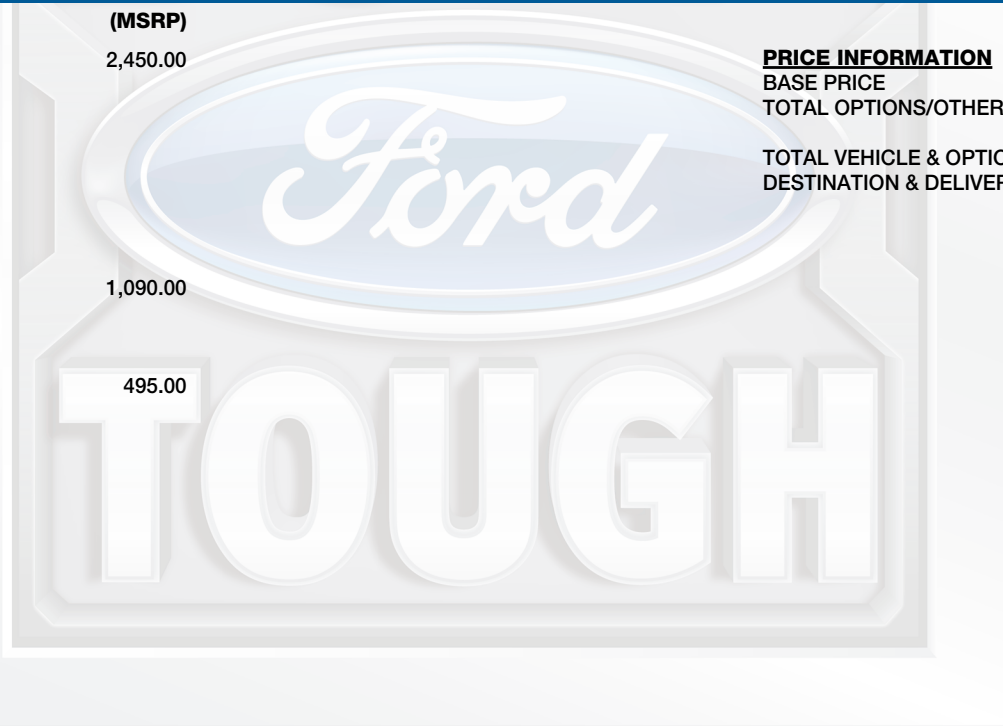 (MSRP)
2,450.00
1,090.00
495.00
PRICE INFORMATION
BASE PRICE
TOTAL OPTIONS/OTHER
TOTAL VEHICLE & OPTIO
DESTINATION & DELIVER
Ford
TOUGH